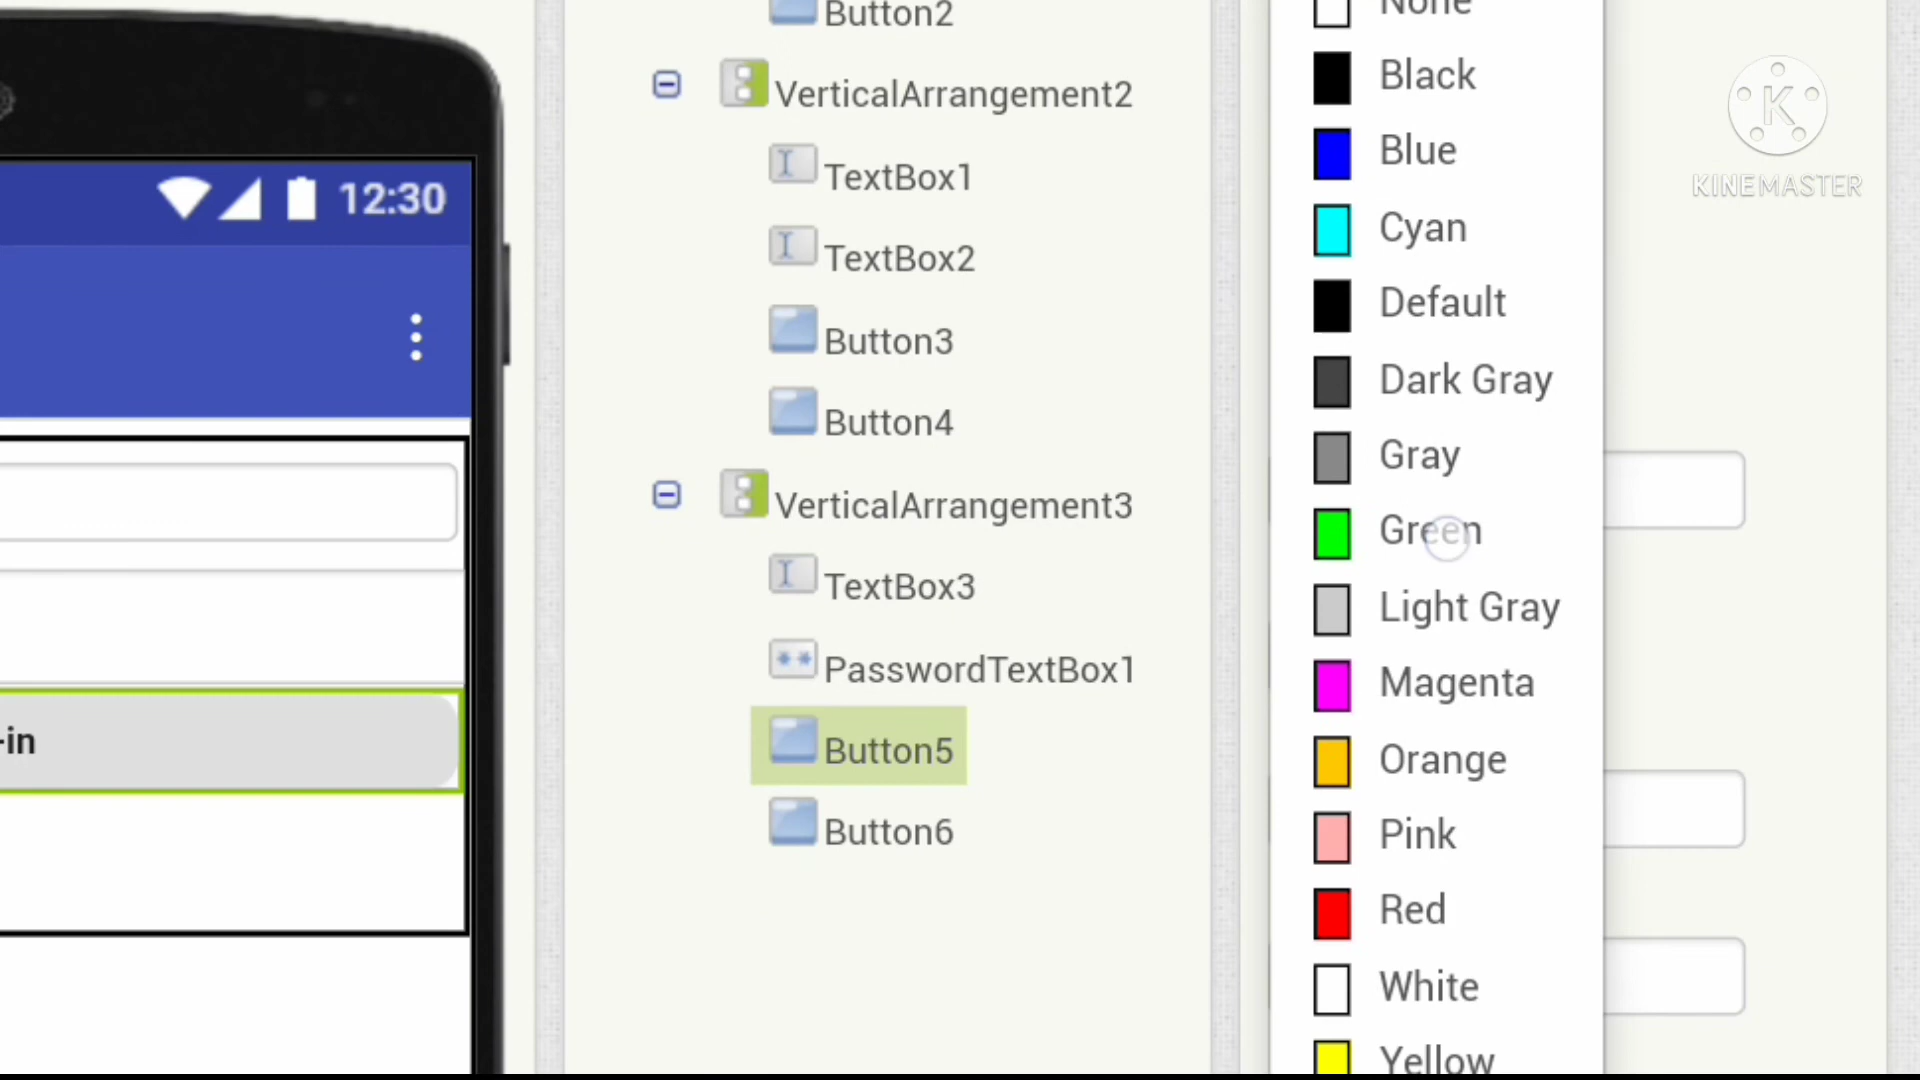 12:30
-in
Button2
VerticalArrangement2
TextBox1
TextBox2
Button3
Button4
VerticalArrangement3
TextBox3
PasswordTextBox1
Button5
Button6
None
Black
Blue
Cyan
Default
Dark Gray
Gray
Green
Light Gray
Magenta
Orange
Pink
Red
White
Yellow
K
KINEMASTER